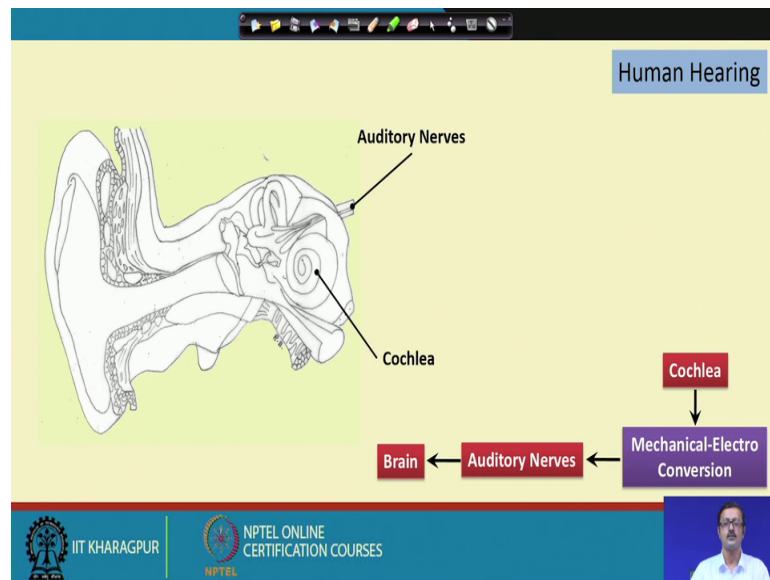 Human Hearing
Auditory Nerves
Cochlea
Cochlea
Mechanical-Electro
Conversion
Auditory Nerves
Brain
IIT KHARAGPUR
NPTEL
NPTEL ONLINE
CERTIFICATION COURSES